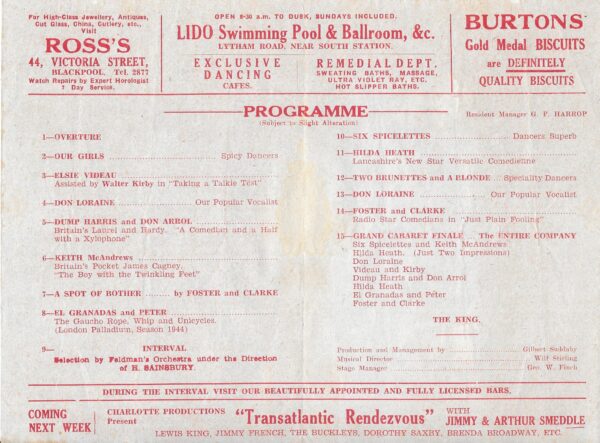 For High-Class Jewellery, Antiques,
Cut Glass, China, Cutlery, etc.,
Visit
ROSS'S
44, VICTORIA STREET,
BLACKPOOL. Tel. 2877
Watch Repairs by Expert Horologist
7 Day Service.
OPEN 9-30 a.m. TO DUSK, SUNDAYS INCLUDED.
LIDO Swimming Pool & Ballroom, &c.
LYTHAM ROAD, NEAR SOUTH STATION.
EXCLUSIVE
DANCING
CAFES.
REMEDIAL DEPT.
SWEATING BATHS, MASSAGE,
ULTRA VIOLET RAY, ETC.
HOT SLIPPER BATHS.
BURTONS
Gold Medal BISCUITS
are DEFINITELY
QUALITY BISCUITS
PROGRAMME
(Subject to Slight Alteration)
Resident Manager G. P. HARROP
1—OVERTURE
2—OUR GIRLS ........ Spicy Dancers
3—ELSIE VIDEAU ........
Assisted by Walter Kirby in "Taking a Talkie Test"
4—DON LORAINE ........ Our Popular Vocalist
5—DUMP HARRIS and DON ARROL ........
Britain's Laurel and Hardy. "A Comedian and a Half
with a Xylophone"
6—KEITH McAndrews ........
Britain's Pocket James Cagney.
"The Boy with the Twinkling Feet"
7—A SPOT OF BOTHER ........ by FOSTER and CLARKE
8—EL GRANADAS and PETER ........
The Gaucho Rope, Whip and Unicycles.
(London Palladium, Season 1944)
9— INTERVAL
Selection by Feldman's Orchestra under the Direction
of H. SAINSBURY.
10—SIX SPICELETTES ........ Dancers Superb
11—HILDA HEATH ........
Lancashire's New Star Versatile Comedienne
12—TWO BRUNETTES and A BLONDE ... Speciality Dancers
13—DON LORAINE ........ Our Popular Vocalist
14—FOSTER and CLARKE ........
Radio Star Comedians in "Just Plain Fooling"
15—GRAND CABARET FINALE ... The ENTIRE COMPANY
Six Spicelettes and Keith McAndrews
Hilda Heath. (Just Two Impressions)
Don Loraine
Videau and Kirby
Dump Harris and Don Arrol
Hilda Heath
El Granadas and Peter
Foster and Clarke
THE KING.
Production and Management by ........ Gilbert Suddaby
Musical Director ........ Wilf Stirling
Stage Manager ........ Geo. W. Finch
DURING THE INTERVAL VISIT OUR BEAUTIFULLY APPOINTED AND FULLY LICENSED BARS.
COMING
NEXT WEEK
CHARLOTTE PRODUCTIONS
Present
"Transatlantic Rendezvous"
WITH
JIMMY & ARTHUR SMEDDLE
LEWIS KING, JIMMY FRENCH, THE BUCKLEYS, DOROTHY SAXBY, BRENDA BROADWAY, ETC.